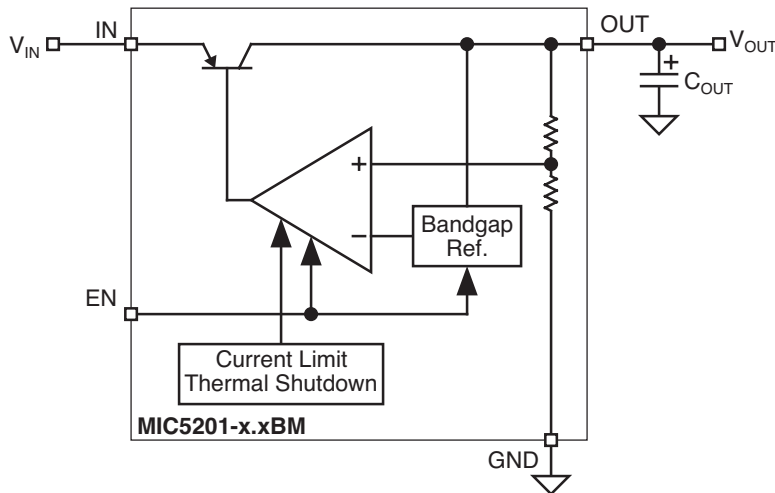 OUT
IN
V_IN
V_OUT
+
C_OUT
+
Bandgap
Ref.
−
EN
Current Limit
Thermal Shutdown
MIC5201-x.xBM
GND